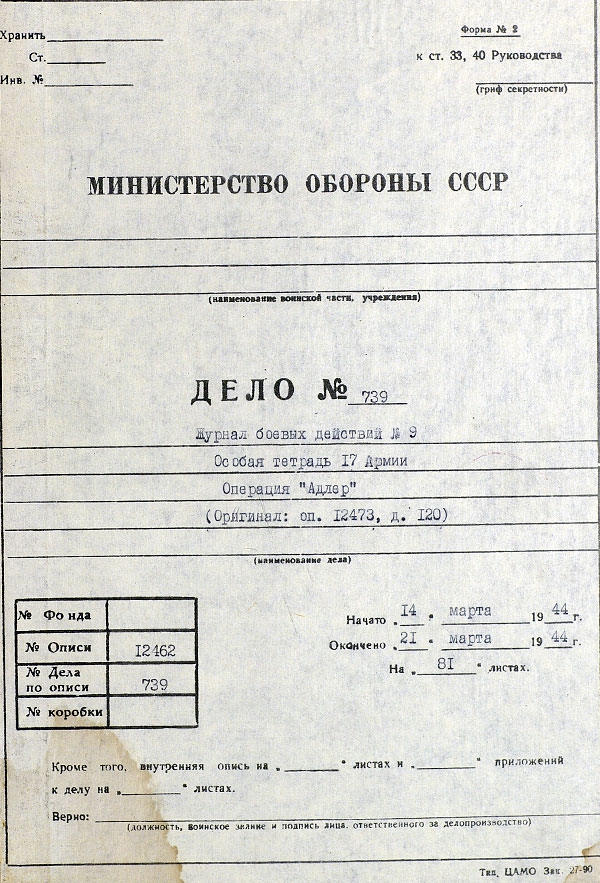 Хранить
Форма № 2
Ст.
к ст. 33, 40 Руководства
Инв. №
(гриф секретности)
МИНИСТЕРСТВО ОБОРОНЫ СССР
(наименование воинской части, учреждения)
ДЕЛО № 739
Журнал боевых действий № 9
Особая тетрадь 17 Армии
Операция "Адлер"
(Оригинал: оп. 12473, д. 120)
(наименование дела)
№ Фонда
№ Описи 12462
№ Дела по описи 739
№ коробки
Начато „14 “ марта 19 44 г.
Окончено „21 “ марта 19 44 г.
На „ 81 “ листах.
Кроме того, внутренняя опись на „ “ листах и „ “ приложений
к делу на „ “ листах.
Верно:
(должность, воинское звание и подпись лица, ответственного за делопроизводство)
Тип. ЦАМО Зак. 27-90